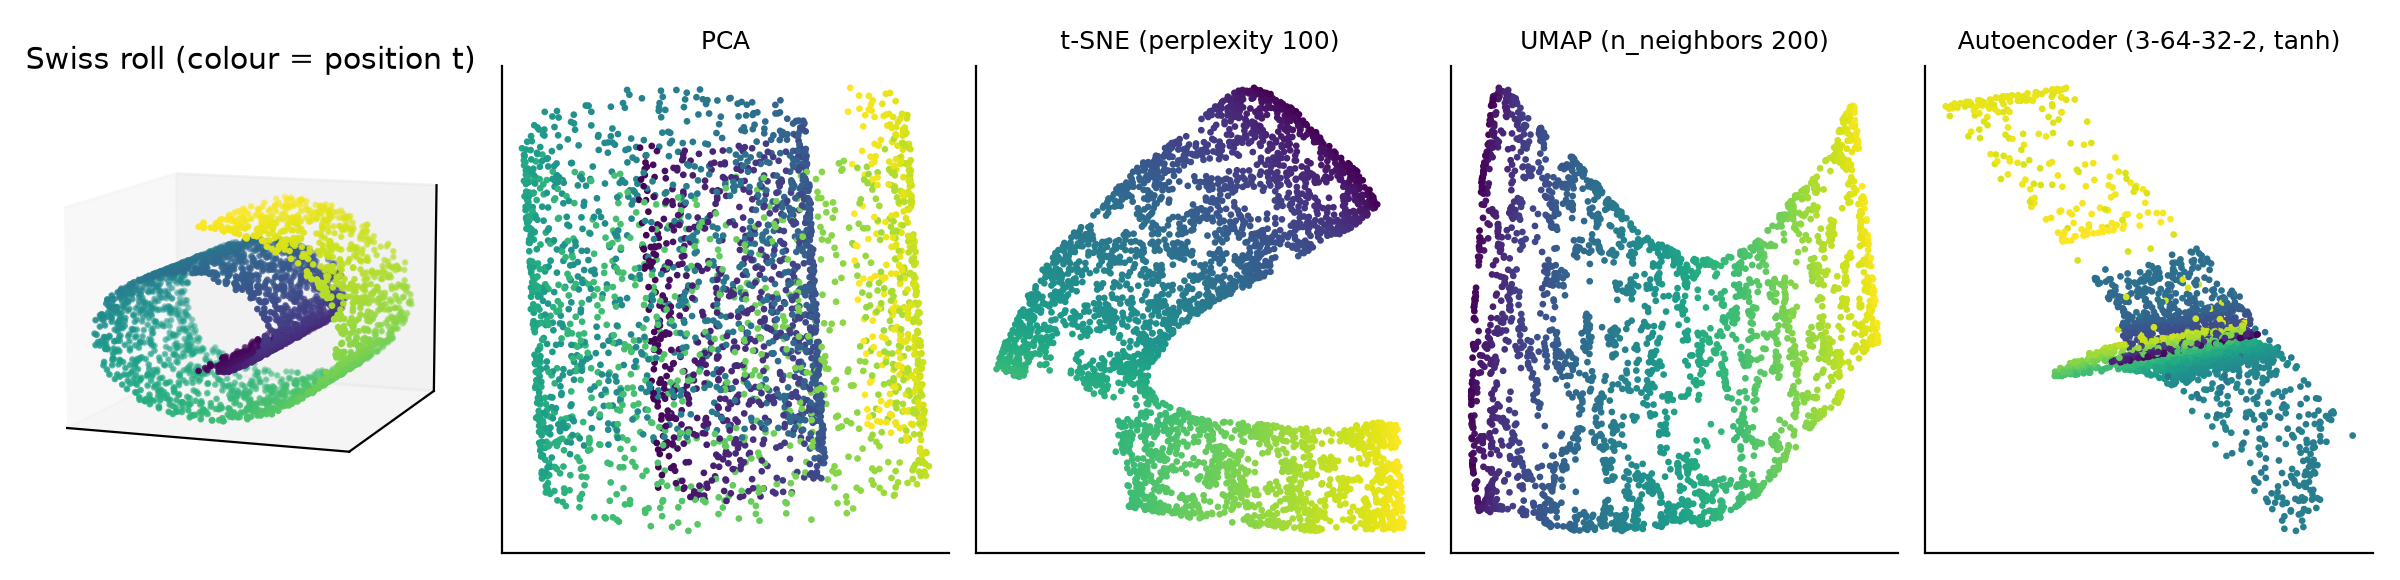 Swiss roll (colour = position t)
PCA
t-SNE (perplexity 100)
UMAP (n_neighbors 200)
Autoencoder (3-64-32-2, tanh)